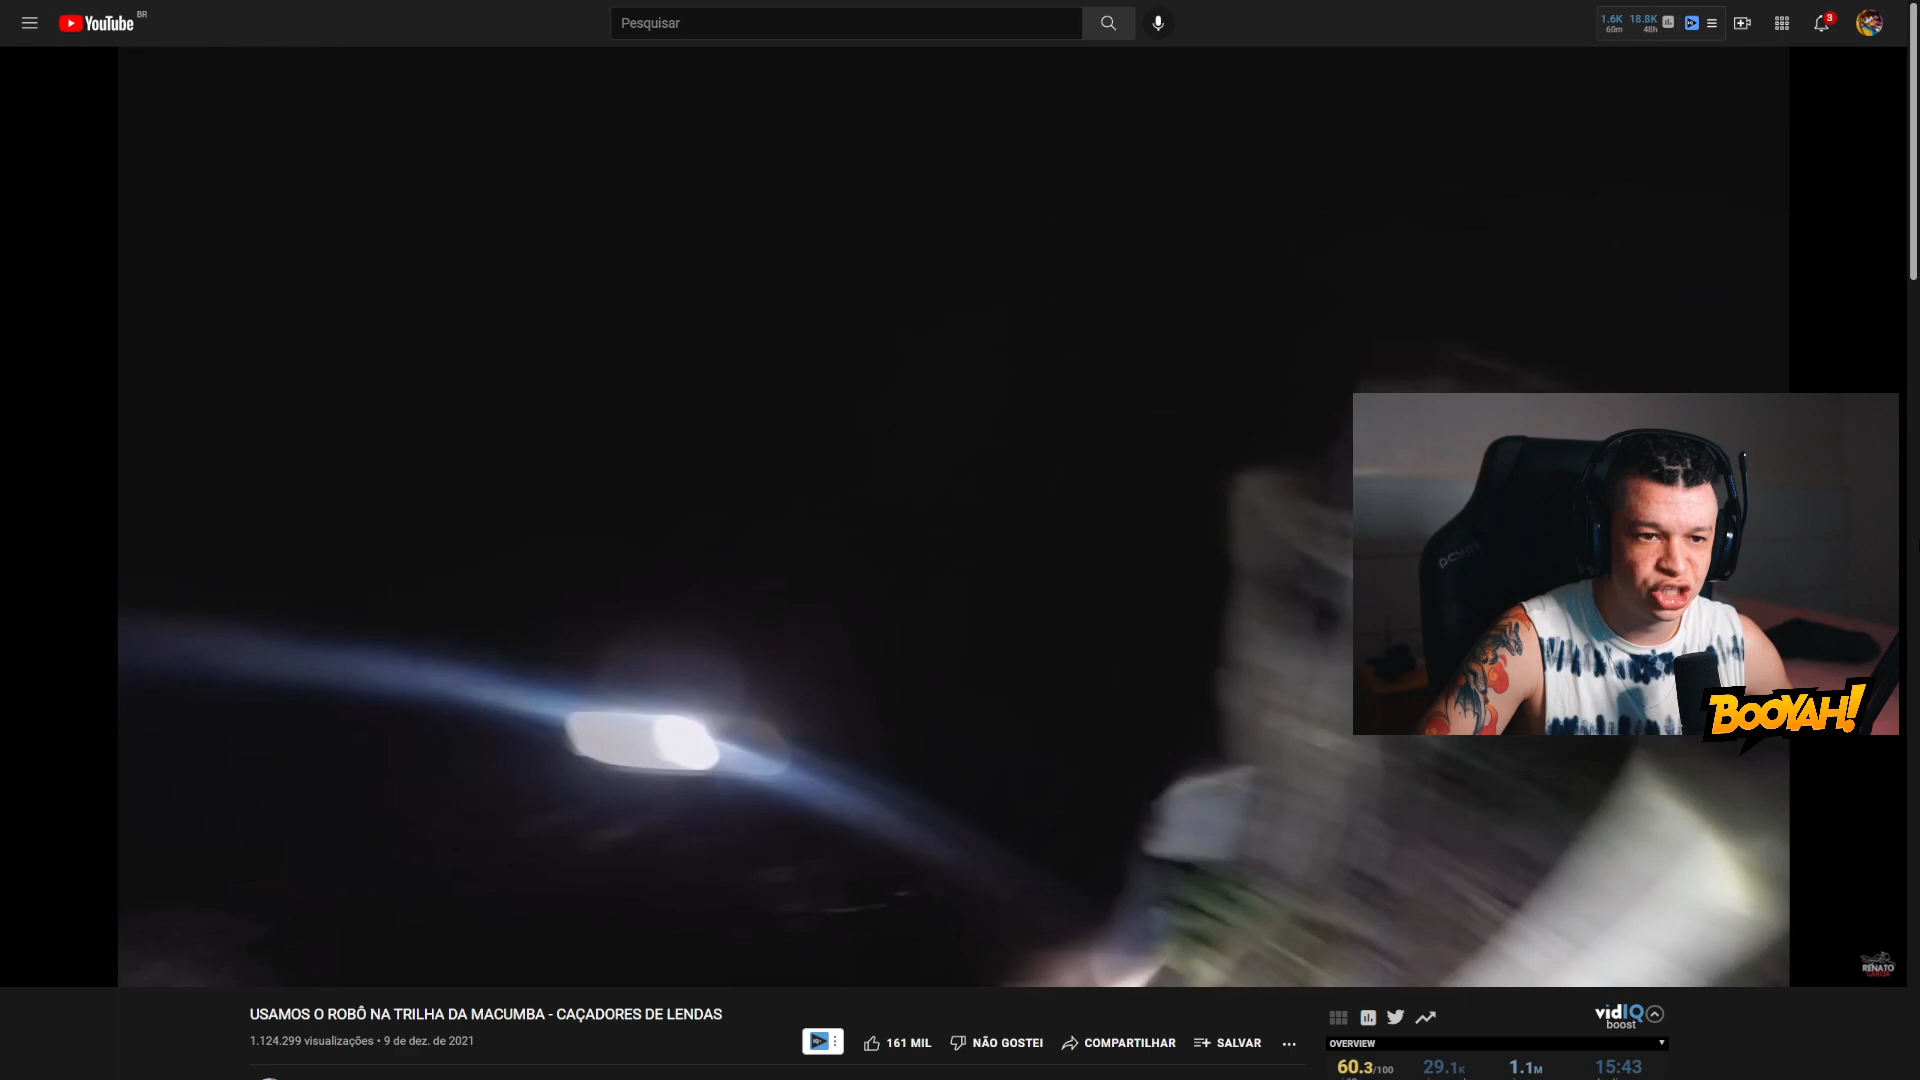 YouTube BR
Pesquisar
1.6K 18.8K
60m 48h
3
PCYES
BOOYAH!
RENATO
GARCIA
USAMOS O ROBÔ NA TRILHA DA MACUMBA - CAÇADORES DE LENDAS
1.124.299 visualizações • 9 de dez. de 2021
161 MIL NÃO GOSTEI COMPARTILHAR SALVAR
vidIQ
boost
OVERVIEW
60.3/100 29.1K 1.1M 15:43